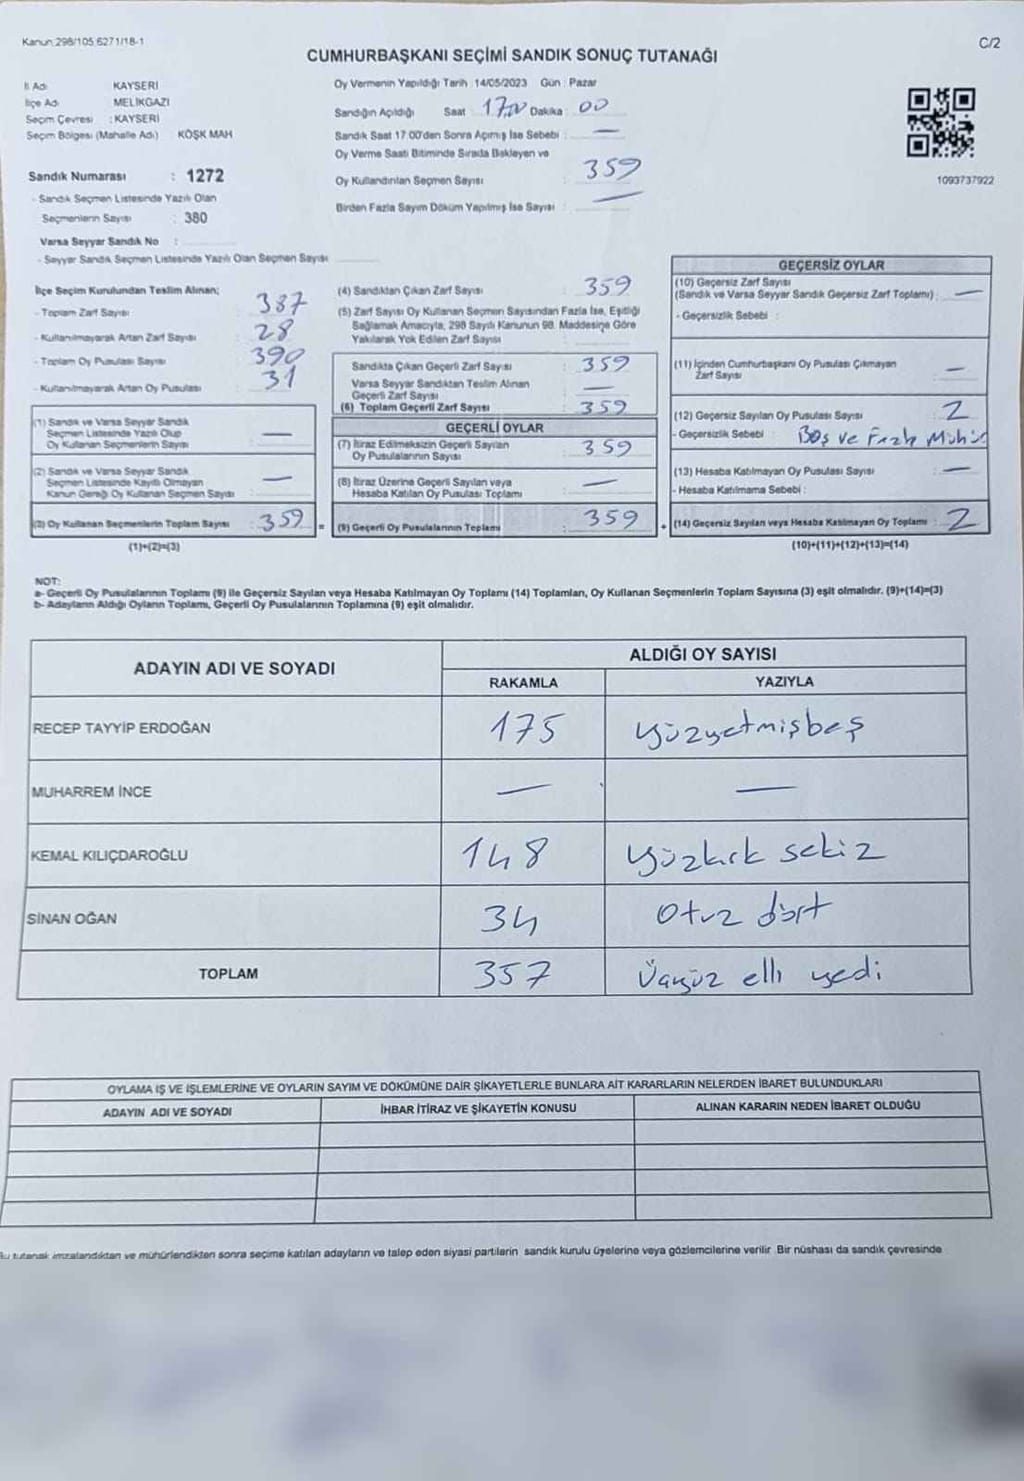 Kanun:298/105,6271/18-1
C/2
CUMHURBAŞKANI SEÇİMİ SANDIK SONUÇ TUTANAĞI
İl Adı KAYSERİ
İlçe Adı MELİKGAZİ
Seçim Çevresi : KAYSERİ
Seçim Bölgesi (Mahalle Adı) KÖŞK MAH
Sandık Numarası : 1272
- Sandık Seçmen Listesinde Yazılı Olan
Seçmenlerin Sayısı : 380
Varsa Seyyar Sandık No :
- Seyyar Sandık Seçmen Listesinde Yazılı Olan Seçmen Sayısı
Oy Vermenin Yapıldığı Tarih : 14/05/2023 Gün : Pazar
Sandığın Açıldığı Saat : 17,00 Dakika : 00
Sandık Saat 17:00'den Sonra Açımış İse Sebebi : —
Oy Verme Saati Bitiminde Sırada Bekleyen ve
Oy Kullandırılan Seçmen Sayısı : 359
Birden Fazla Sayım Döküm Yapılmış İse Sayısı : —
1093737922
İlçe Seçim Kurulundan Teslim Alınan;
- Toplam Zarf Sayısı : 387
- Kullanılmayarak Artan Zarf Sayısı : 28
- Toplam Oy Pusulası Sayısı : 390
- Kullanılmayarak Artan Oy Pusulası : 31
(1) Sandık ve Varsa Seyyar Sandık
Seçmen Listesinde Yazılı Olup
Oy Kullanan Seçmenlerin Sayısı : —
(2) Sandık ve Varsa Seyyar Sandık
Seçmen Listesinde Kayıtlı Olmayan
Kanun Gereği Oy Kullanan Seçmen Sayısı : —
(3) Oy Kullanan Seçmenlerin Toplam Sayısı : 359 =
(1)+(2)=(3)
(4) Sandıktan Çıkan Zarf Sayısı : 359
(5) Zarf Sayısı Oy Kullanan Seçmen Sayısından Fazla İse, Eşitliği
Sağlamak Amacıyla, 298 Sayılı Kanunun 98. Maddesine Göre
Yakılarak Yok Edilen Zarf Sayısı :
Sandıkta Çıkan Geçerli Zarf Sayısı : 359
Varsa Seyyar Sandıktan Teslim Alınan
Geçerli Zarf Sayısı : —
(6) Toplam Geçerli Zarf Sayısı : 359
GEÇERLİ OYLAR
(7) İtiraz Edilmeksizin Geçerli Sayılan
Oy Pusulalarının Sayısı : 359
(8) İtiraz Üzerine Geçerli Sayılan veya
Hesaba Katılan Oy Pusulası Toplamı : —
(9) Geçerli Oy Pusulalarının Toplamı : 359 +
GEÇERSİZ OYLAR
(10) Geçersiz Zarf Sayısı
(Sandık ve Varsa Seyyar Sandık Geçersiz Zarf Toplamı) : —
- Geçersizlik Sebebi :
(11) İçinden Cumhurbaşkanı Oy Pusulası Çıkmayan
Zarf Sayısı : —
(12) Geçersiz Sayılan Oy Pusulası Sayısı : 2
- Geçersizlik Sebebi : Boş ve Fazla Mühür
(13) Hesaba Katılmayan Oy Pusulası Sayısı : —
- Hesaba Katılmama Sebebi :
(14) Geçersiz Sayılan veya Hesaba Katılmayan Oy Toplamı : 2
(10)+(11)+(12)+(13)=(14)
NOT:
a- Geçerli Oy Pusulalarının Toplamı (9) ile Geçersiz Sayılan veya Hesaba Katılmayan Oy Toplamı (14) Toplamları, Oy Kullanan Seçmenlerin Toplam Sayısına (3) eşit olmalıdır. (9)+(14)=(3)
b- Adayların Aldığı Oyların Toplamı, Geçerli Oy Pusulalarının Toplamına (9) eşit olmalıdır.
ADAYIN ADI VE SOYADI
ALDIĞI OY SAYISI
RAKAMLA YAZIYLA
RECEP TAYYİP ERDOĞAN 175 yüzyetmişbeş
MUHARREM İNCE — —
KEMAL KILIÇDAROĞLU 148 yüzkırk sekiz
SİNAN OĞAN 34 otuz dört
TOPLAM 357 Üçyüz elli yedi
OYLAMA İŞ VE İŞLEMLERİNE VE OYLARIN SAYIM VE DÖKÜMÜNE DAİR ŞİKAYETLERLE BUNLARA AİT KARARLARIN NELERDEN İBARET BULUNDUKLARI
ADAYIN ADI VE SOYADI İHBAR İTİRAZ VE ŞİKAYETİN KONUSU ALINAN KARARIN NEDEN İBARET OLDUĞU
Bu tutanak imzalandıktan ve mühürlendikten sonra seçime katılan adayların ve talep eden siyasi partilerin sandık kurulu üyelerine veya gözlemcilerine verilir. Bir nüshası da sandık çevresinde